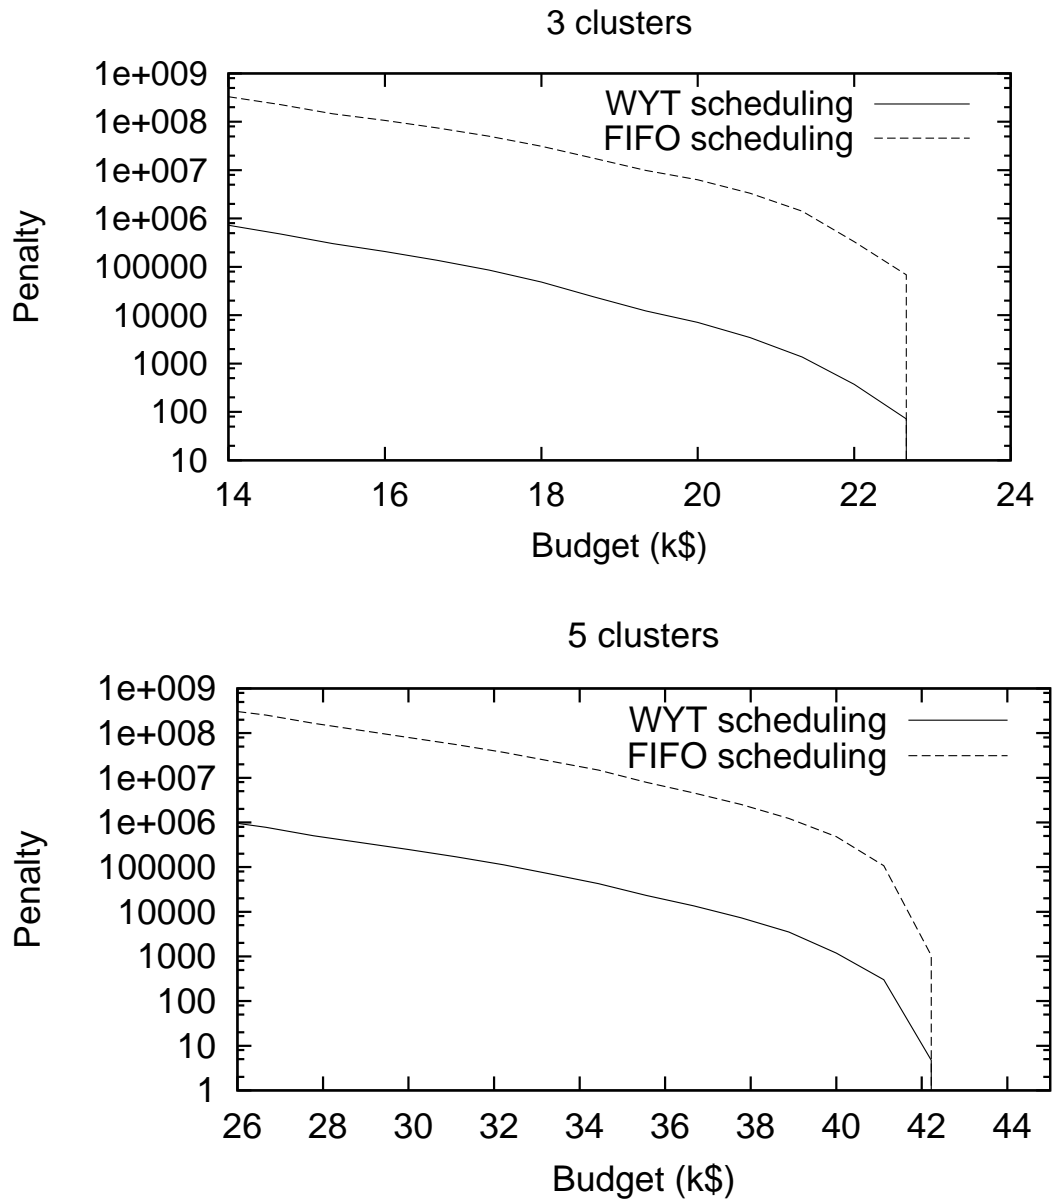 3 clusters
1e+009
1e+008
1e+007
1e+006
100000
10000
1000
100
10
Penalty
WYT scheduling
FIFO scheduling
14 16 18 20 22 24
Budget (k$)
5 clusters
1e+009
1e+008
1e+007
1e+006
100000
10000
1000
100
10
1
Penalty
WYT scheduling
FIFO scheduling
26 28 30 32 34 36 38 40 42 44
Budget (k$)